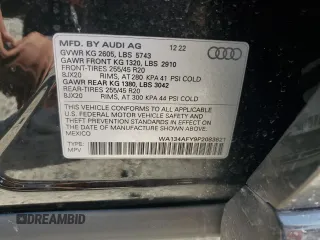 MFD. BY AUDI AG 12 22
GVWR KG 2605, LBS 5743
GAWR FRONT KG 1320, LBS 2910
FRONT-TIRES 255/45 R20
8JX20 RIMS, AT 280 KPA 41 PSI COLD
GAWR REAR KG 1380, LBS 3042
REAR-TIRES 255/45 R20
8JX20 RIMS, AT 300 KPA 44 PSI COLD
THIS VEHICLE CONFORMS TO ALL APPLICABLE
U.S. FEDERAL MOTOR VEHICLE SAFETY, BUMPER,
AND THEFT PREVENTION STANDARDS IN
EFFECT ON THE DATE OF MANUFACTURE SHOWN ABOVE.
MEXICO
WA134AFY9P2083621
TYPE:
MPV
© DREAMBID.COM